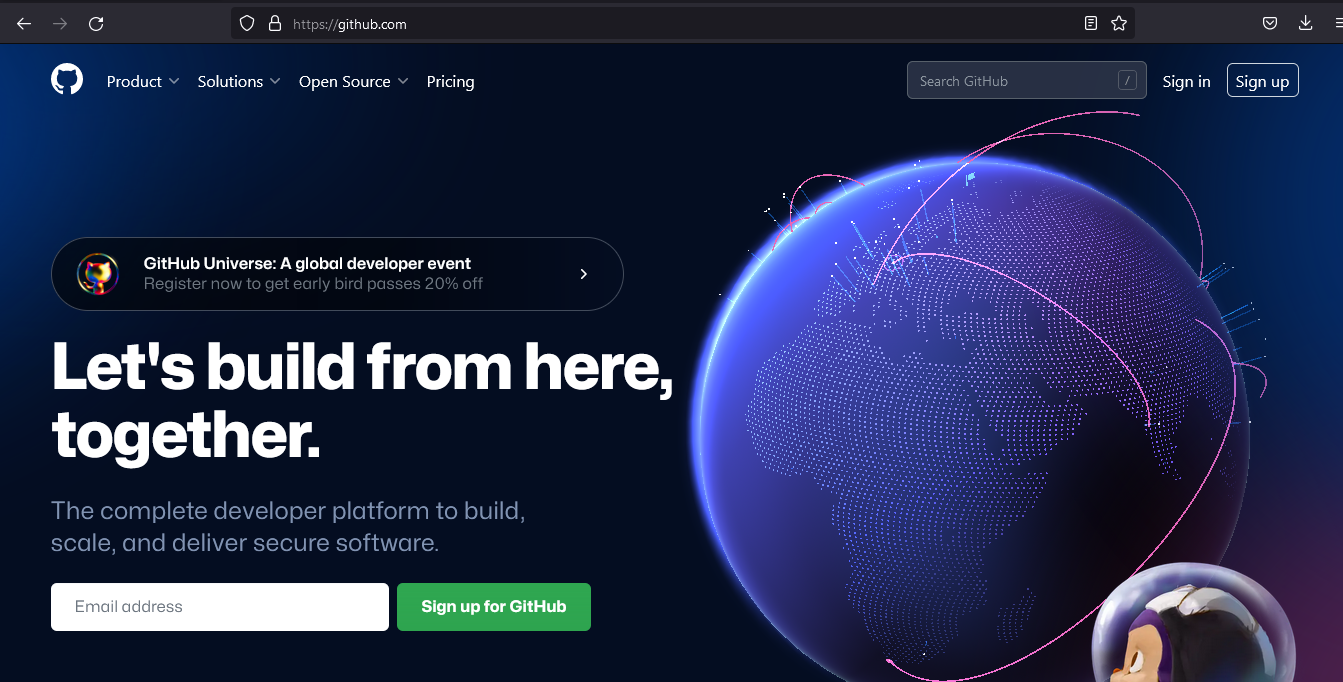 https://github.com
Product
Solutions
Open Source
Pricing
Search GitHub
/
Sign in
Sign up
GitHub Universe: A global developer event
Register now to get early bird passes 20% off
Let's build from here,
together.
The complete developer platform to build,
scale, and deliver secure software.
Email address
Sign up for GitHub